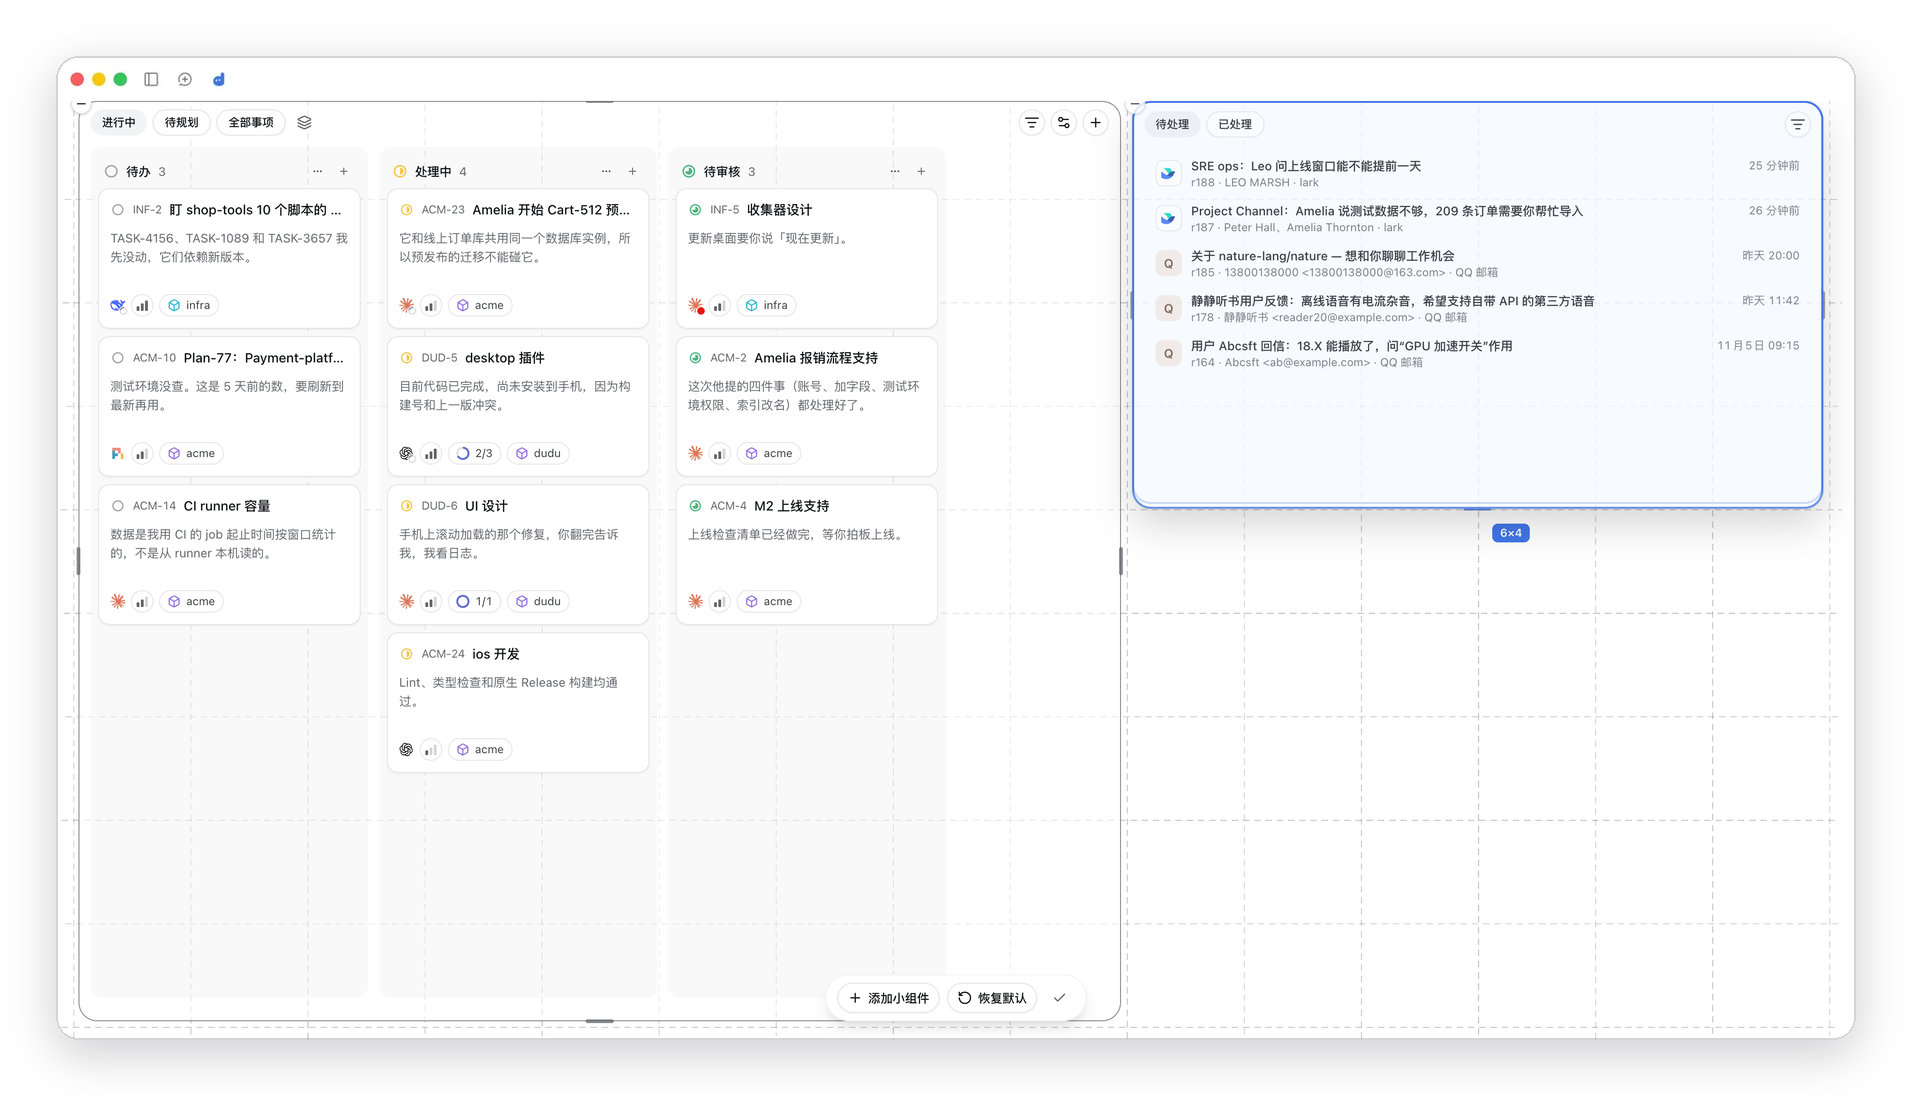 进行中 待规划 全部事项
待办 3
INF-2 盯 shop-tools 10 个脚本的 ...
TASK-4156、TASK-1089 和 TASK-3657 我
先没动，它们依赖新版本。
infra
ACM-10 Plan-77：Payment-platf...
测试环境没查。这是 5 天前的数，要刷新到
最新再用。
acme
ACM-14 CI runner 容量
数据是我用 CI 的 job 起止时间按窗口统计
的，不是从 runner 本机读的。
acme
处理中 4
ACM-23 Amelia 开始 Cart-512 预...
它和线上订单库共用同一个数据库实例，所
以预发布的迁移不能碰它。
acme
DUD-5 desktop 插件
目前代码已完成，尚未安装到手机，因为构
建号和上一版冲突。
2/3 dudu
DUD-6 UI 设计
手机上滚动加载的那个修复，你翻完告诉
我，我看日志。
1/1 dudu
ACM-24 ios 开发
Lint、类型检查和原生 Release 构建均通
过。
acme
待审核 3
INF-5 收集器设计
更新桌面要你说「现在更新」。
infra
ACM-2 Amelia 报销流程支持
这次他提的四件事（账号、加字段、测试环
境权限、索引改名）都处理好了。
acme
ACM-4 M2 上线支持
上线检查清单已经做完，等你拍板上线。
acme
待处理 已处理
SRE ops：Leo 问上线窗口能不能提前一天 25 分钟前
r188 · LEO MARSH · lark
Project Channel：Amelia 说测试数据不够，209 条订单需要你帮忙导入 26 分钟前
r187 · Peter Hall、Amelia Thornton · lark
Q 关于 nature-lang/nature — 想和你聊聊工作机会 昨天 20:00
r185 · 13800138000 <13800138000@163.com> · QQ 邮箱
Q 静静听书用户反馈：离线语音有电流杂音，希望支持自带 API 的第三方语音 昨天 11:42
r178 · 静静听书 <reader20@example.com> · QQ 邮箱
Q 用户 Abcsft 回信：18.X 能播放了，问“GPU 加速开关”作用 11月5日 09:15
r164 · Abcsft <ab@example.com> · QQ 邮箱
6×4
添加小组件 恢复默认